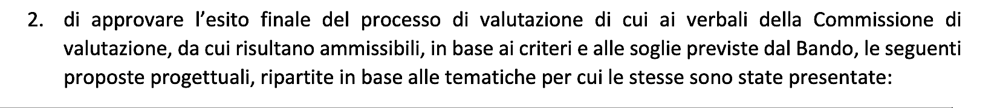 2. di approvare l’esito finale del processo di valutazione di cui ai verbali della Commissione di
valutazione, da cui risultano ammissibili, in base ai criteri e alle soglie previste dal Bando, le seguenti
proposte progettuali, ripartite in base alle tematiche per cui le stesse sono state presentate: